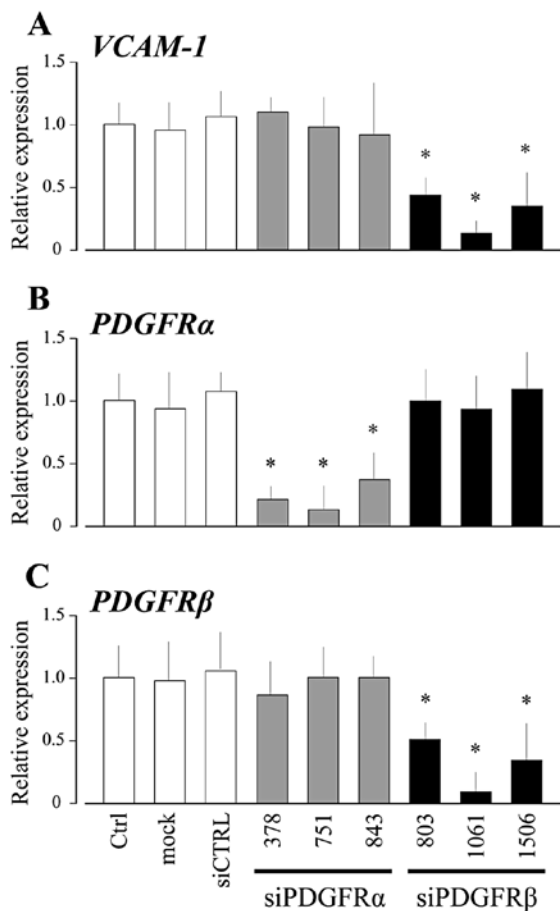 A
VCAM-1
Relative expression
1.5
1.0
0.5
0
* * *
B
PDGFRα
Relative expression
1.5
1.0
0.5
0
* * *
C
PDGFRβ
Relative expression
1.5
1.0
0.5
0
* * *
Ctrl
mock
siCTRL
378
751
843
803
1061
1506
siPDGFRα
siPDGFRβ